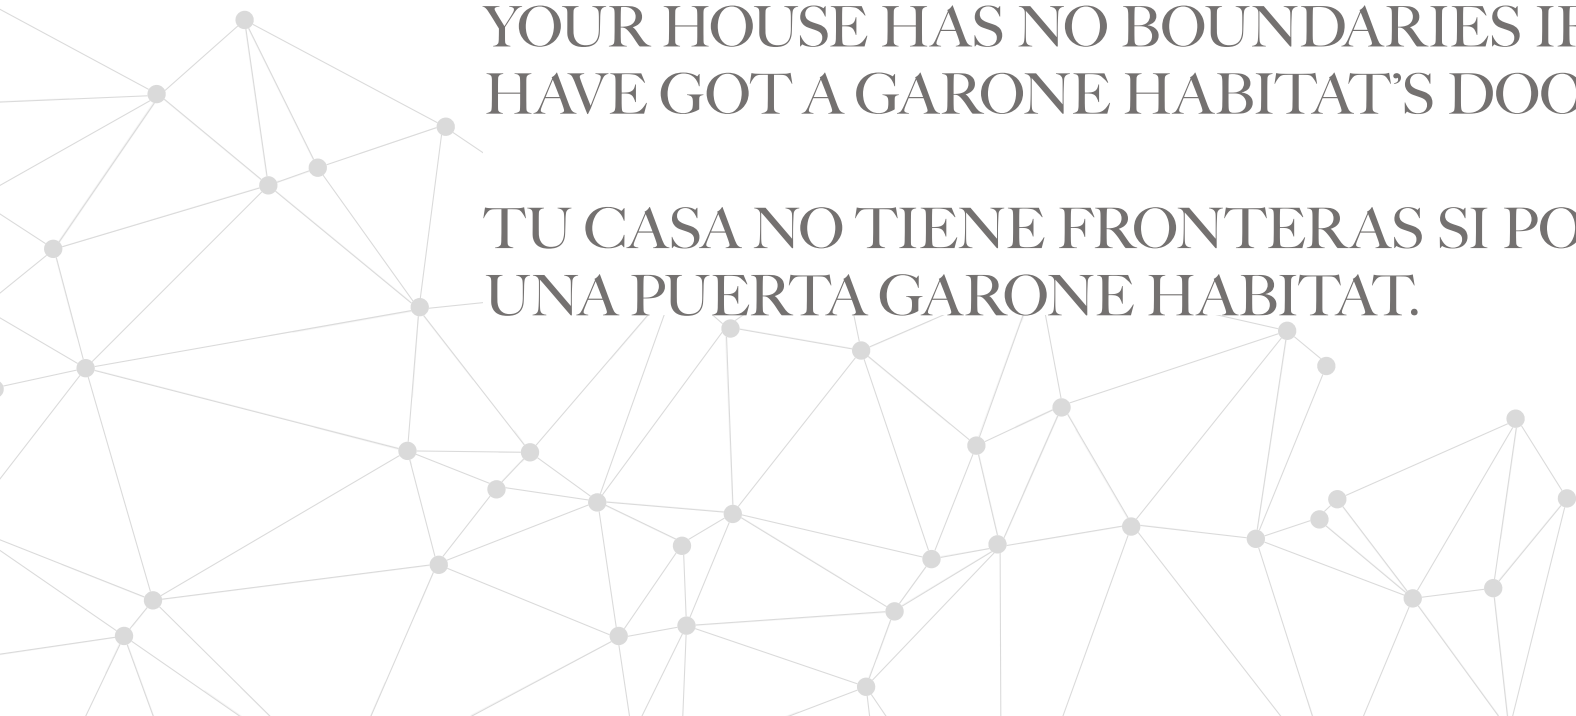 YOUR HOUSE HAS NO BOUNDARIES
HAVE GOT A GARONE HABITAT’S
TU CASA NO TIENE FRONTERAS SI
UNA PUERTA GARONE HABITAT.